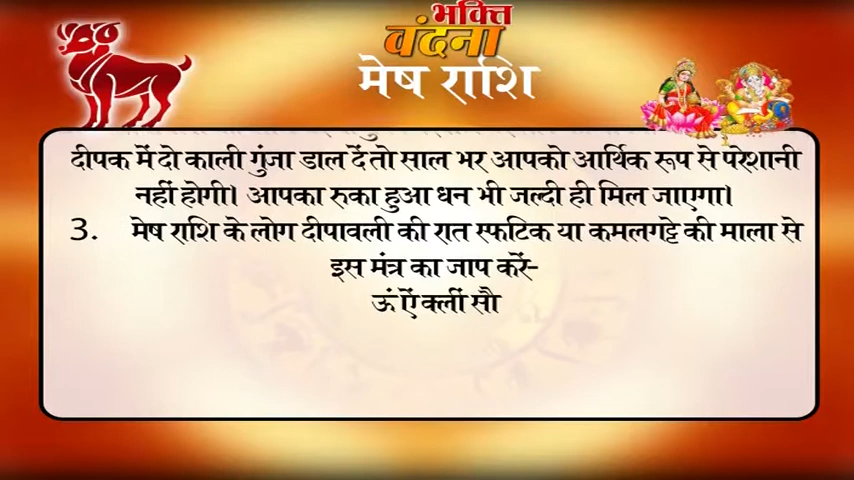 भक्ति
वंदना
मेष राशि
दीपक में दो काली गुंजा डाल दें तो साल भर आपको आर्थिक रूप से परेशानी
नहीं होगी। आपका रुका हुआ धन भी जल्दी ही मिल जाएगा।
3. मेष राशि के लोग दीपावली की रात स्फटिक या कमलगट्टे की माला से
इस मंत्र का जाप करें-
ऊं ऐं क्लीं सौ